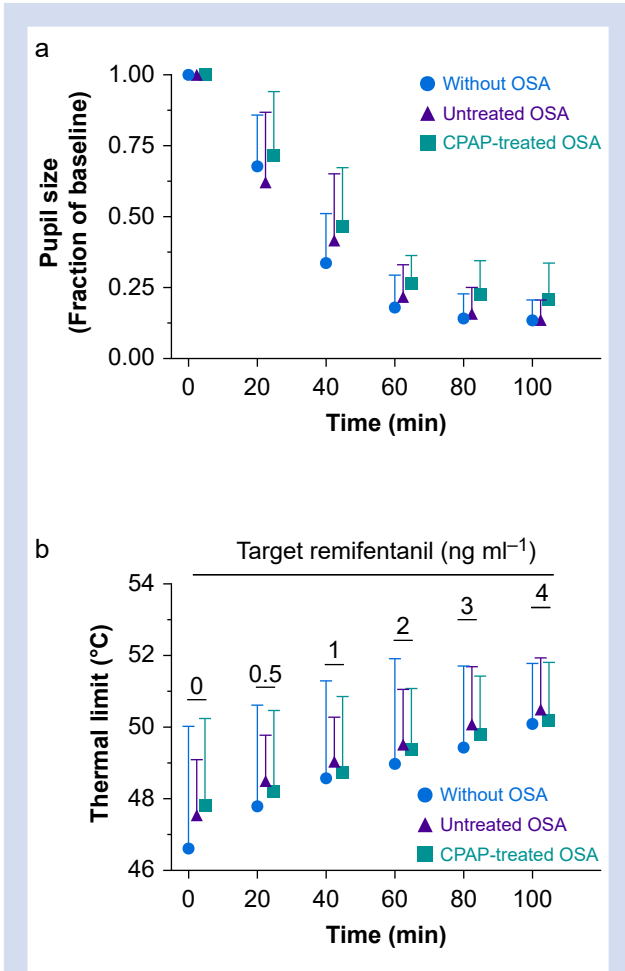 a
1.00
0.75
0.50
0.25
0.00
Pupil size
(Fraction of baseline)
Without OSA
Untreated OSA
CPAP-treated OSA
0 20 40 60 80 100
Time (min)
b
Target remifentanil (ng ml⁻¹)
54
52
50
48
46
Thermal limit (°C)
0 0.5 1 2 3 4
Without OSA
Untreated OSA
CPAP-treated OSA
0 20 40 60 80 100
Time (min)